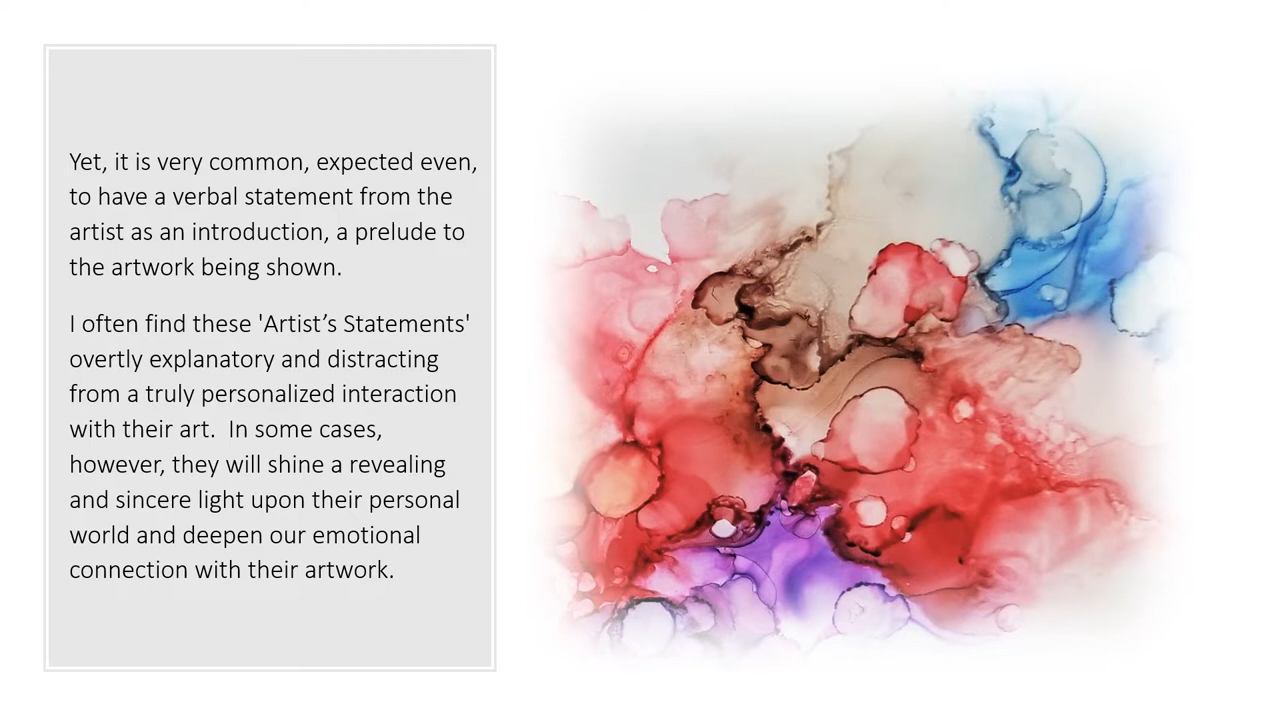 Yet, it is very common, expected even,
to have a verbal statement from the
artist as an introduction, a prelude to
the artwork being shown.
I often find these 'Artist’s Statements'
overtly explanatory and distracting
from a truly personalized interaction
with their art.  In some cases,
however, they will shine a revealing
and sincere light upon their personal
world and deepen our emotional
connection with their artwork.